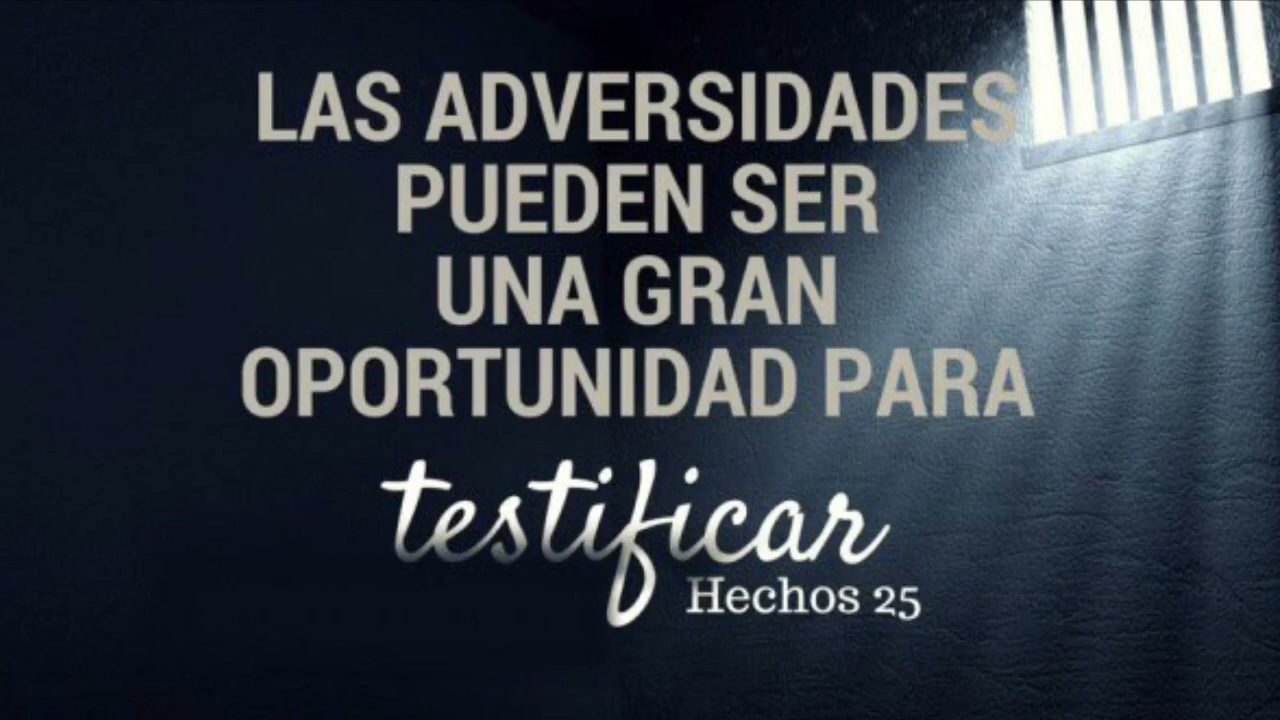 LAS ADVERSIDADES
PUEDEN SER
UNA GRAN
OPORTUNIDAD PARA
testificar
Hechos 25